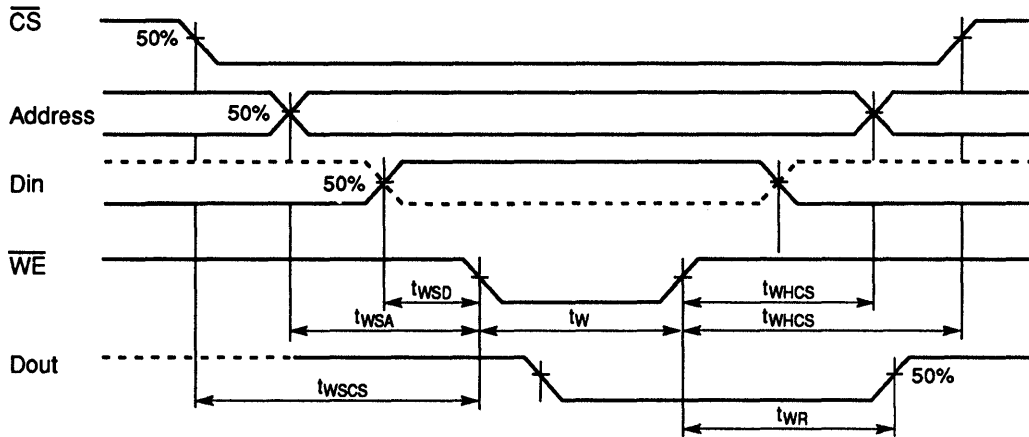 CS
50%
Address
50%
Din
50%
WE
tWSD
tWHCS
tWSA
tW
tWHCS
Dout
50%
tWSCS
tWR